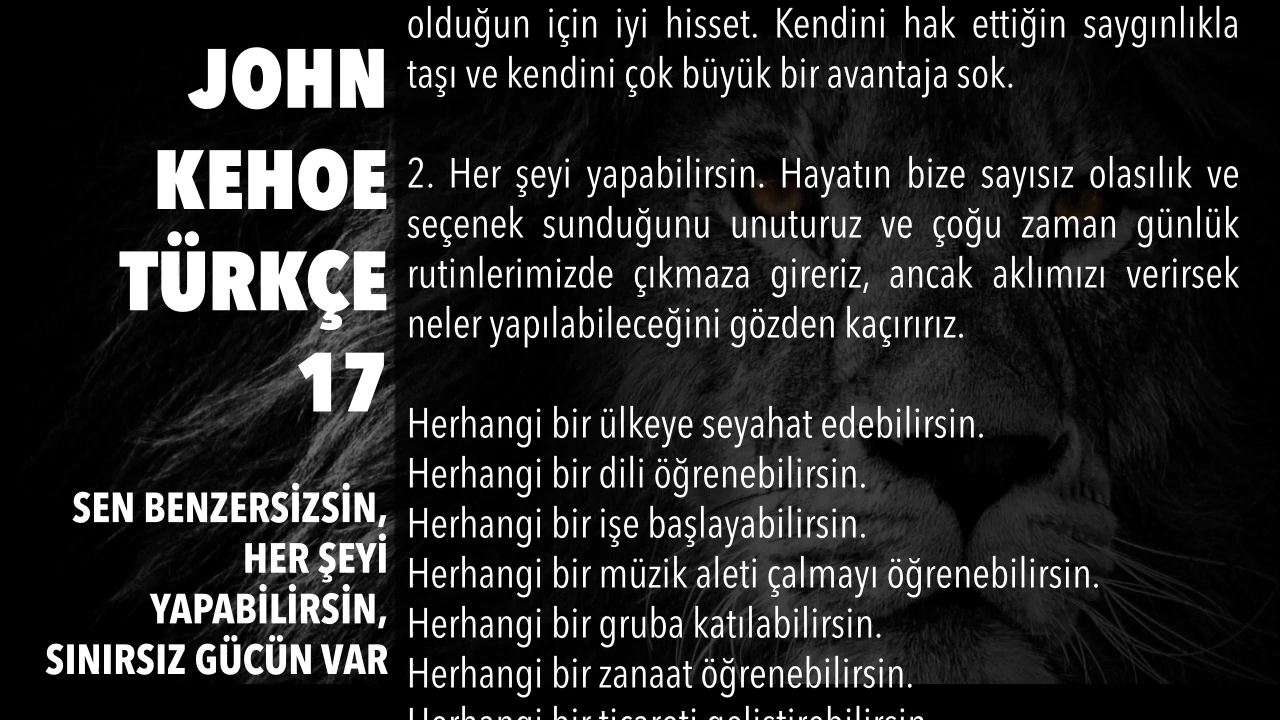 JOHN
KEHOE
TÜRKÇE
17
SEN BENZERSİZSİN,
HER ŞEYİ
YAPABİLİRSİN,
SINIRSIZ GÜCÜN VAR
olduğun için iyi hisset. Kendini hak ettiğin saygınlıkla
taşı ve kendini çok büyük bir avantaja sok.
2. Her şeyi yapabilirsin. Hayatın bize sayısız olasılık ve
seçenek sunduğunu unuturuz ve çoğu zaman günlük
rutinlerimizde çıkmaza gireriz, ancak aklımızı verirsek
neler yapılabileceğini gözden kaçırırız.
Herhangi bir ülkeye seyahat edebilirsin.
Herhangi bir dili öğrenebilirsin.
Herhangi bir işe başlayabilirsin.
Herhangi bir müzik aleti çalmayı öğrenebilirsin.
Herhangi bir gruba katılabilirsin.
Herhangi bir zanaat öğrenebilirsin.
Herhangi bir ticareti geliştirebilirsin.